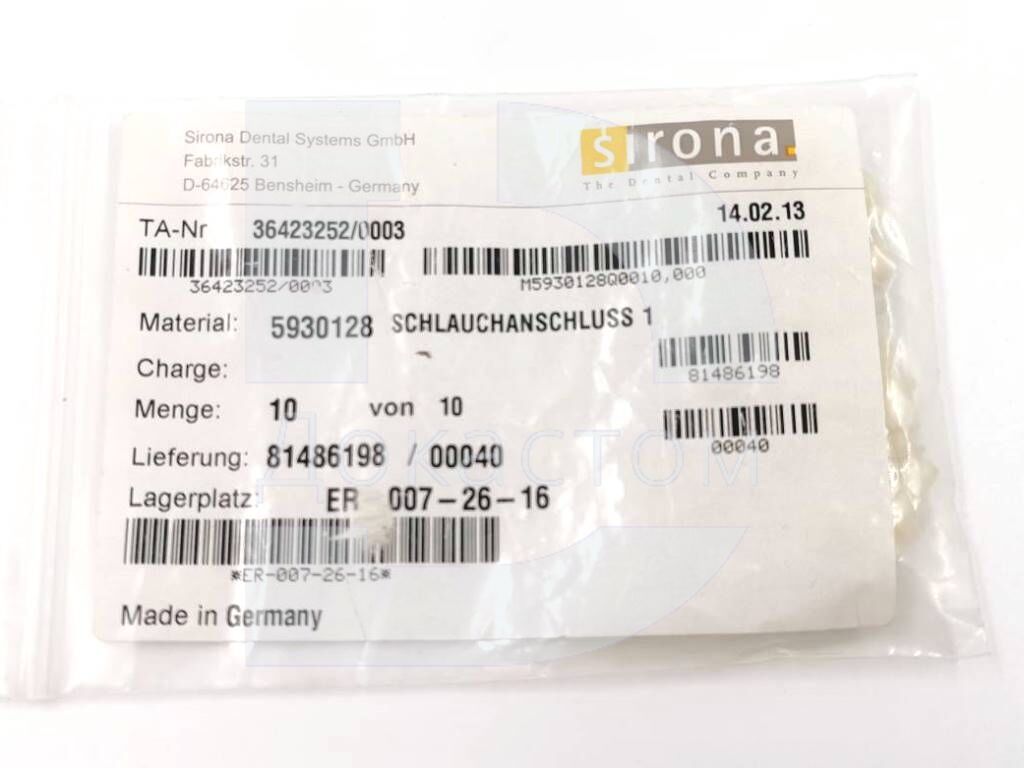 Sirona Dental Systems GmbH
Fabrikstr. 31
D-64625 Bensheim - Germany
sirona.
The Dental Company
14.02.13
TA-Nr 36423252/0003
36423252/0003
M5930128Q0010,000
Material: 5930128 SCHLAUCHANSCHLUSS 1
81486198
Charge:
Menge: 10 von 10
00040
Lieferung: 81486198 / 00040
Докастом
Lagerplatz: ER 007-26-16
*ER-007-26-16*
Made in Germany